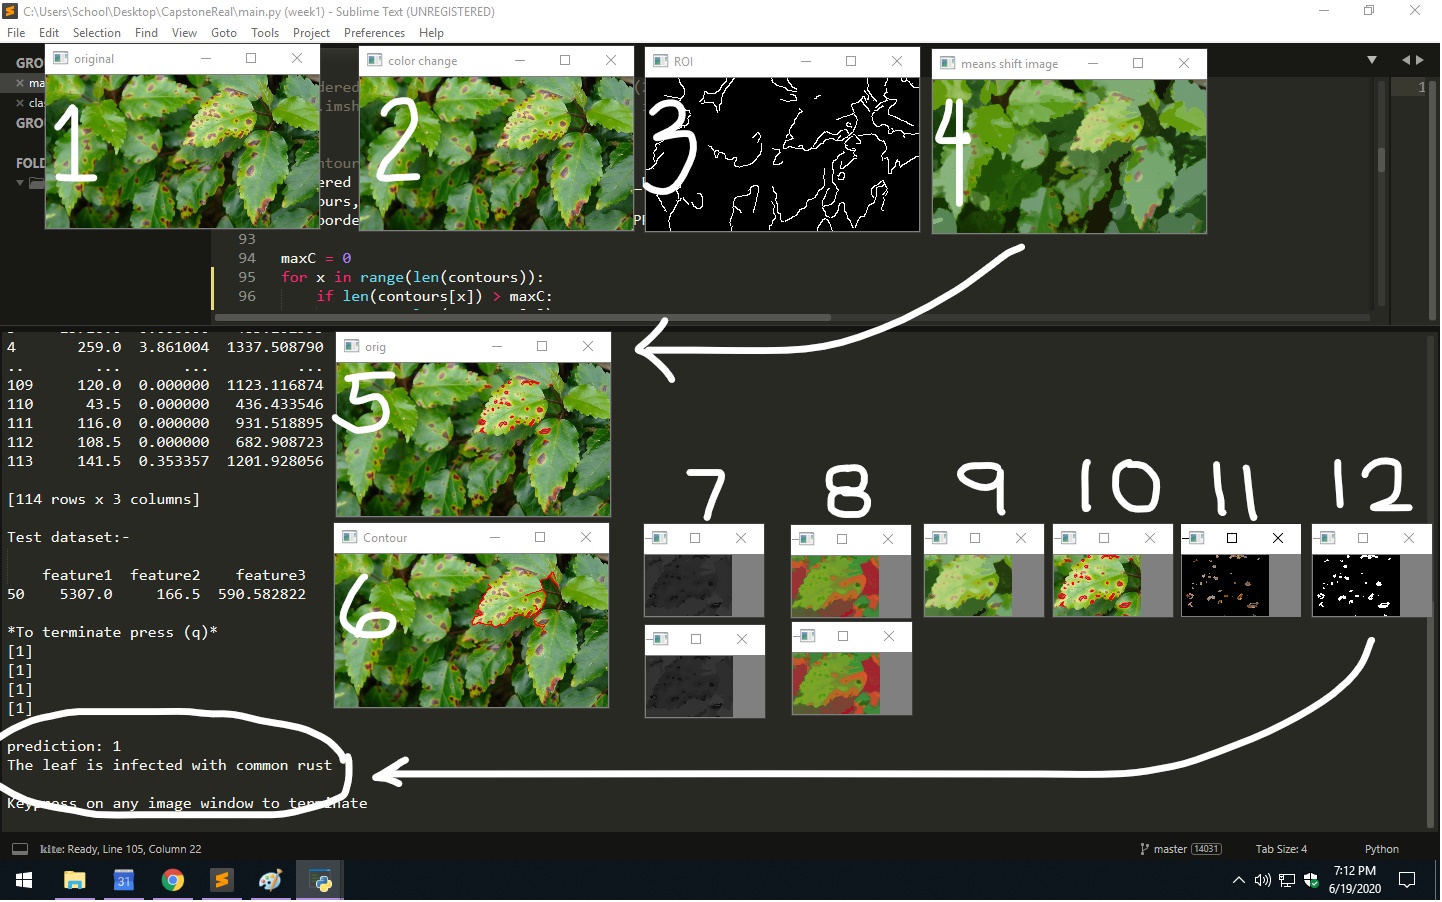 C:\Users\School\Desktop\CapstoneReal\main.py (week1) - Sublime Text (UNREGISTERED)
File Edit Selection Find View Goto Tools Project Preferences Help
original
color change
ROI
means shift image
GRO
ma
cla
GRO
FOLD
1
2
3
4
dered
.imsh
ontour
ered
ours,
borde
93
94 maxC = 0
95 for x in range(len(contours)):
96 if len(contours[x]) > maxC:
1
4 259.0 3.861004 1337.508790
.. ... ... ...
109 120.0 0.000000 1123.116874
110 43.5 0.000000 436.433546
111 116.0 0.000000 931.518895
112 108.5 0.000000 682.908723
113 141.5 0.353357 1201.928056
[114 rows x 3 columns]
Test dataset:-
feature1 feature2 feature3
50 5307.0 166.5 590.582822
*To terminate press (q)*
[1]
[1]
[1]
[1]
prediction: 1
The leaf is infected with common rust
Keypress on any image window to terminate
orig
5
Contour
6
7 8 9 10 11 12
kite: Ready, Line 105, Column 22
master 14031 Tab Size: 4 Python
31
7:12 PM
6/19/2020